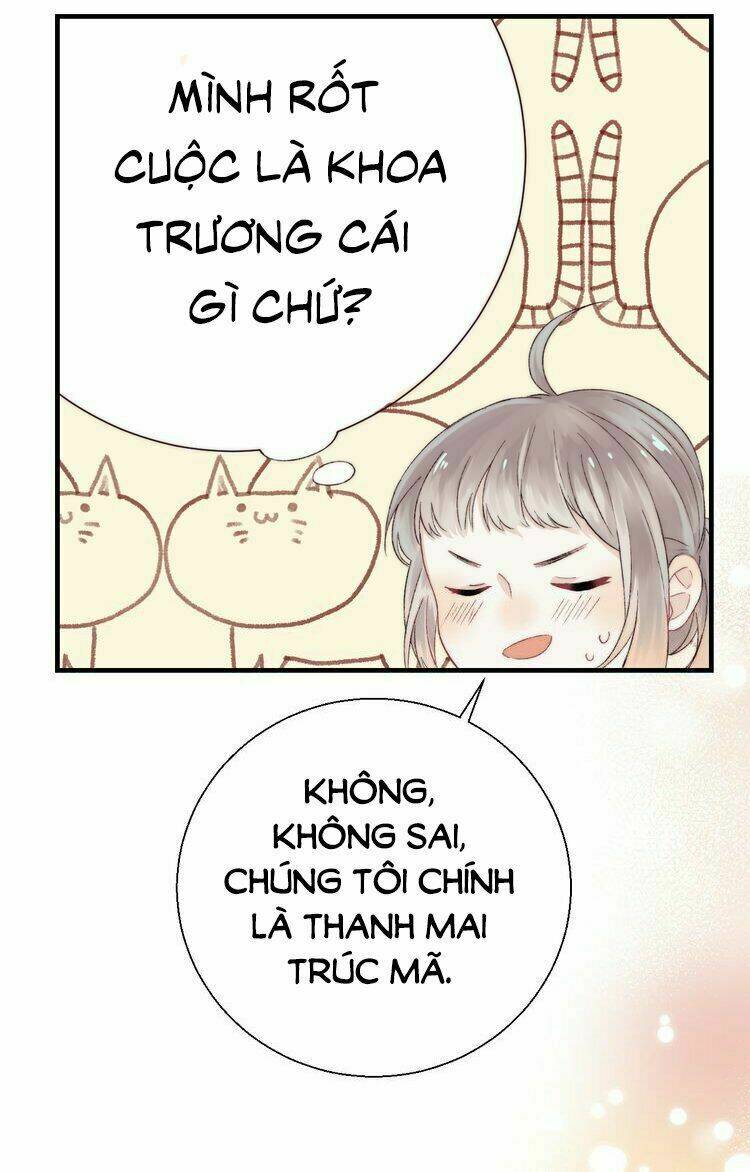 MÌNH RỐT
CUỘC LÀ KHOA
TRƯƠNG CÁI
GÌ CHỨ?
KHÔNG,
KHÔNG SAI,
CHÚNG TÔI CHÍNH
LÀ THANH MAI
TRÚC MÃ.